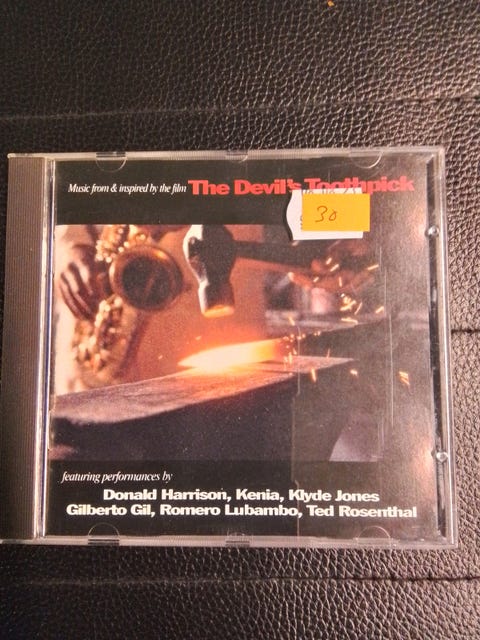 Music from & inspired by the film The Devil's Toothpick
30
featuring performances by
Donald Harrison, Kenia, Klyde Jones
Gilberto Gil, Romero Lubambo, Ted Rosenthal